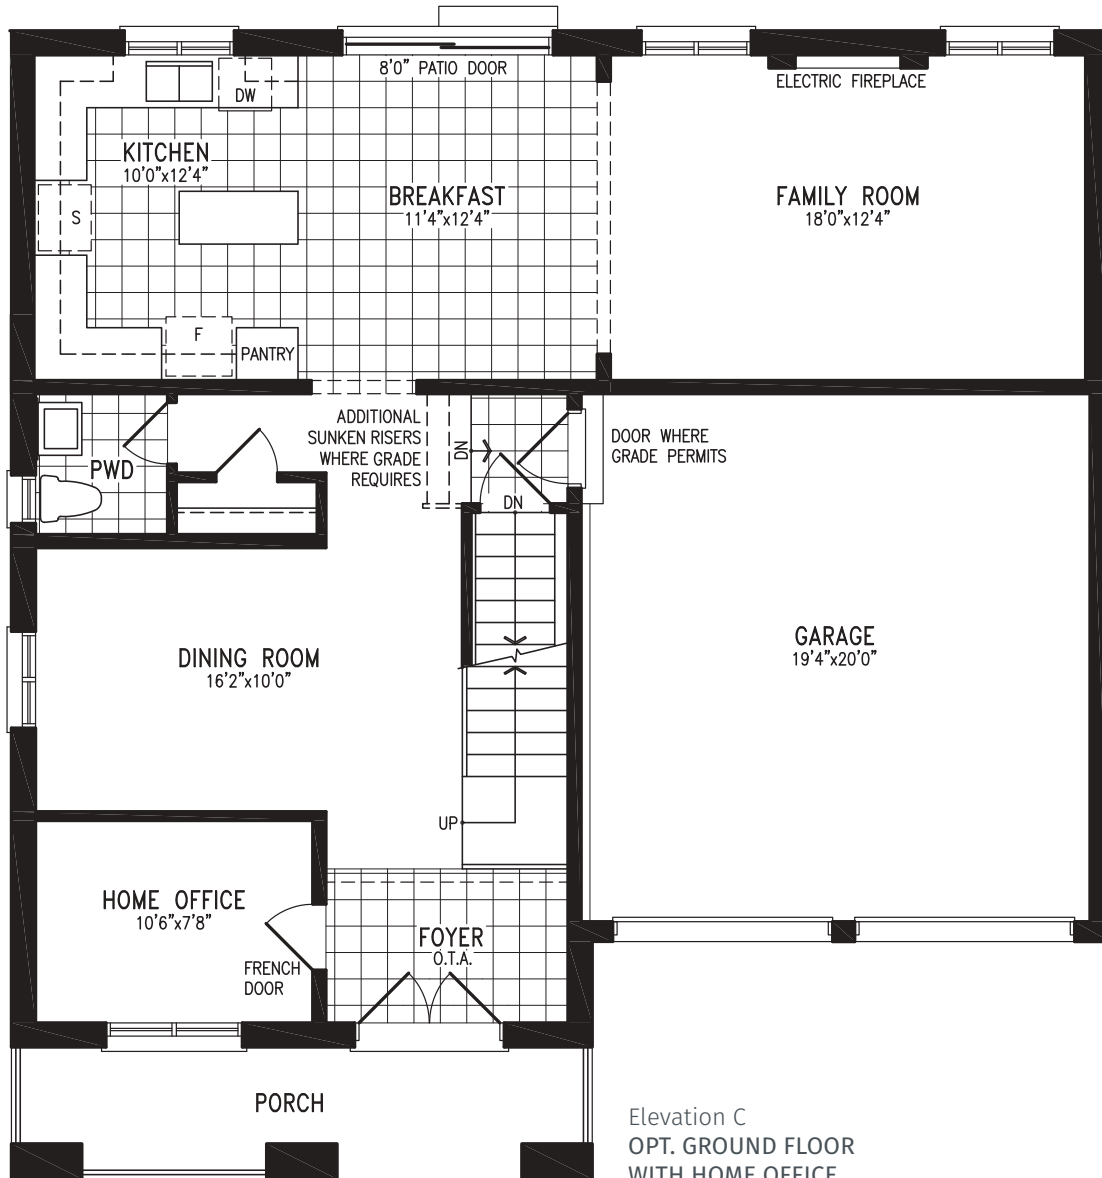 8'0" PATIO DOOR
ELECTRIC FIREPLACE
DW
KITCHEN
10'0"x12'4"
BREAKFAST
11'4"x12'4"
FAMILY ROOM
18'0"x12'4"
S
F
PANTRY
ADDITIONAL
SUNKEN RISERS
WHERE GRADE
REQUIRES
DN
DOOR WHERE
GRADE PERMITS
PWD
DN
DINING ROOM
16'2"x10'0"
GARAGE
19'4"x20'0"
UP
HOME OFFICE
10'6"x7'8"
FOYER
O.T.A.
FRENCH
DOOR
PORCH
Elevation C
OPT. GROUND FLOOR
WITH HOME OFFICE